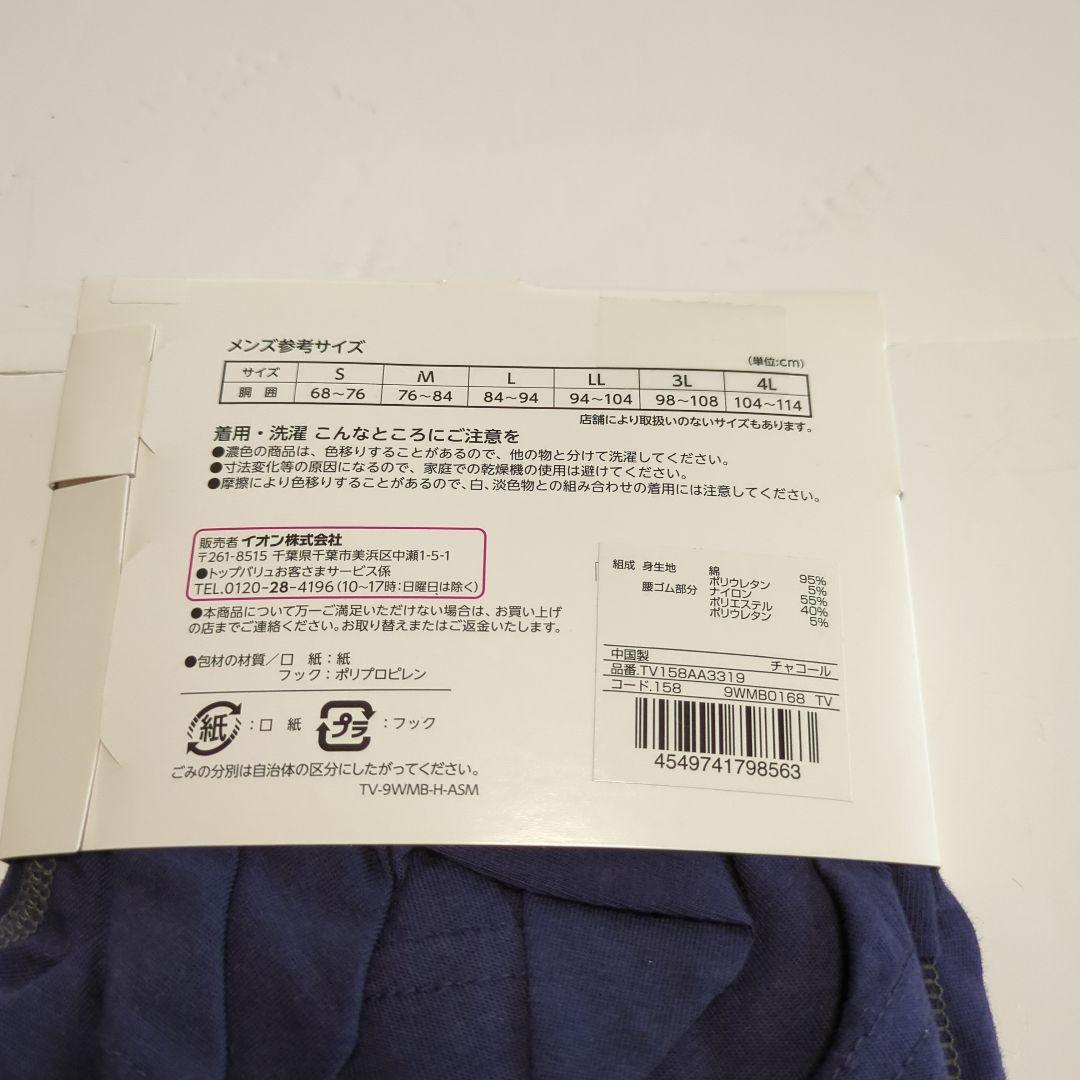 メンズ参考サイズ
(単位:cm)
サイズ S M L LL 3L 4L
胴囲 68～76 76～84 84～94 94～104 98～108 104～114
店舗により取扱いのないサイズもあります。
着用・洗濯 こんなところにご注意を
●濃色の商品は、色移りすることがあるので、他の物と分けて洗濯してください。
●寸法変化等の原因になるので、家庭での乾燥機の使用は避けてください。
●摩擦により色移りすることがあるので、白、淡色物との組み合わせの着用には注意してください。
販売者 イオン株式会社
〒261-8515 千葉県千葉市美浜区中瀬1-5-1
●トップバリュお客さまサービス係
TEL.0120-28-4196(10～17時:日曜日は除く)
●本商品について万一ご満足いただけない場合は、お買い上げ
の店までご連絡ください。お取り替えまたはご返金いたします。
●包材の材質/口 紙:紙
フック:ポリプロピレン
紙:口 紙 プラ:フック
ごみの分別は自治体の区分にしたがってください。
TV-9WMB-H-ASM
組成 身生地 綿 95%
ポリウレタン 5%
腰ゴム部分 ナイロン 55%
ポリエステル 40%
ポリウレタン 5%
中国製 チャコール
品番.TV158AA3319
コード.158 9WMB0168 TV
4549741798563